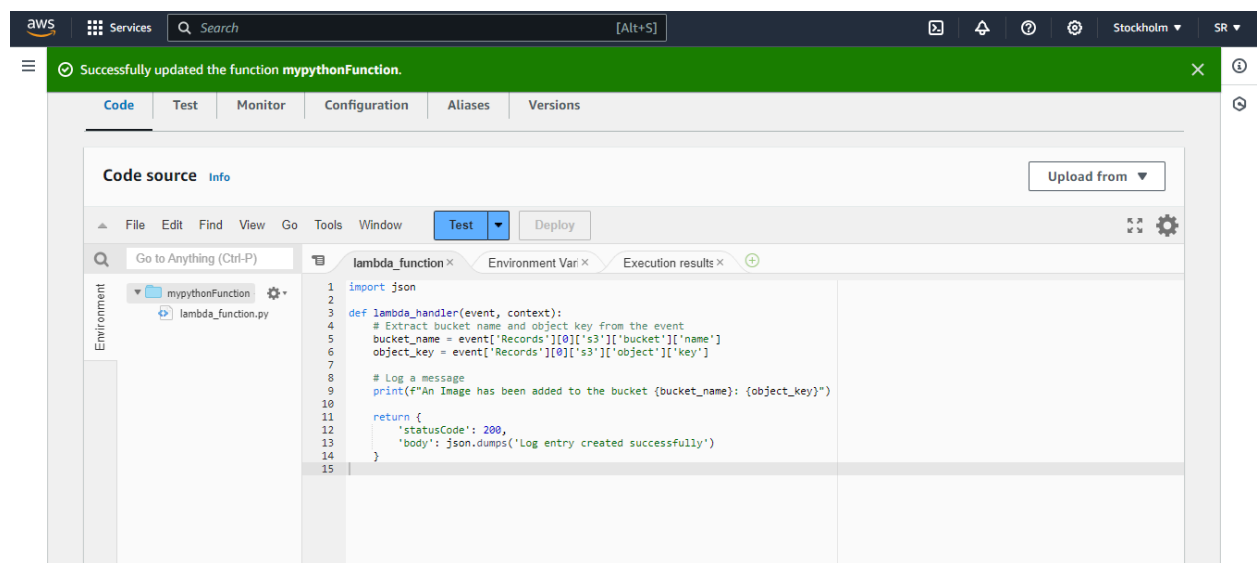 aws Services Search [Alt+S] Stockholm ▼ SR ▼
Successfully updated the function mypythonFunction.
Code Test Monitor Configuration Aliases Versions
Code source Info Upload from ▼
File Edit Find View Go Tools Window Test Deploy
Go to Anything (Ctrl-P) lambda_function × Environment Vari × Execution results ×
Environment
mypythonFunction
lambda_function.py
1 import json
2
3 def lambda_handler(event, context):
4     # Extract bucket name and object key from the event
5     bucket_name = event['Records'][0]['s3']['bucket']['name']
6     object_key = event['Records'][0]['s3']['object']['key']
7
8     # Log a message
9     print(f"An Image has been added to the bucket {bucket_name}: {object_key}")
10
11     return {
12         'statusCode': 200,
13         'body': json.dumps('Log entry created successfully')
14     }
15